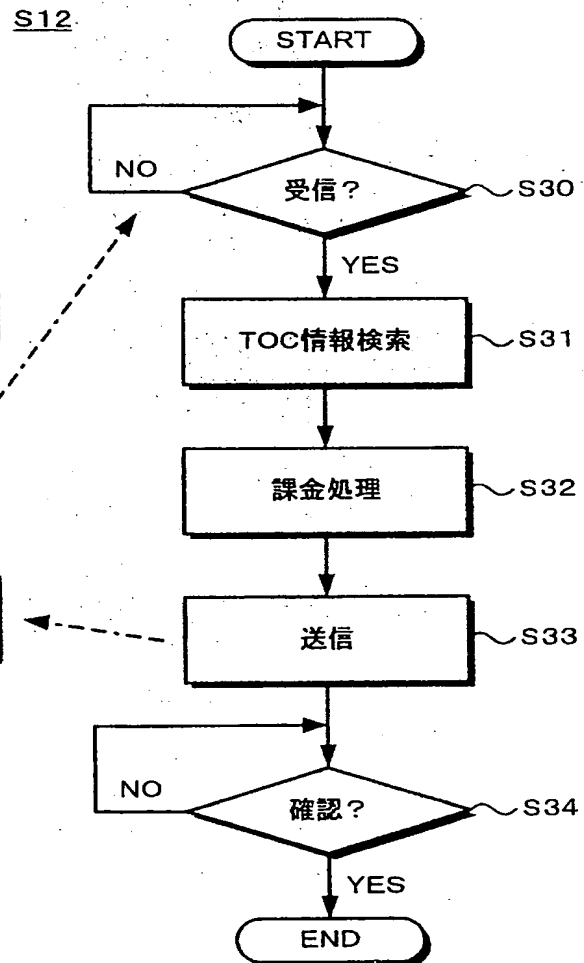 S12
START
NO
受信？
S30
YES
TOC情報検索
S31
課金処理
S32
送信
S33
NO
確認？
S34
YES
END